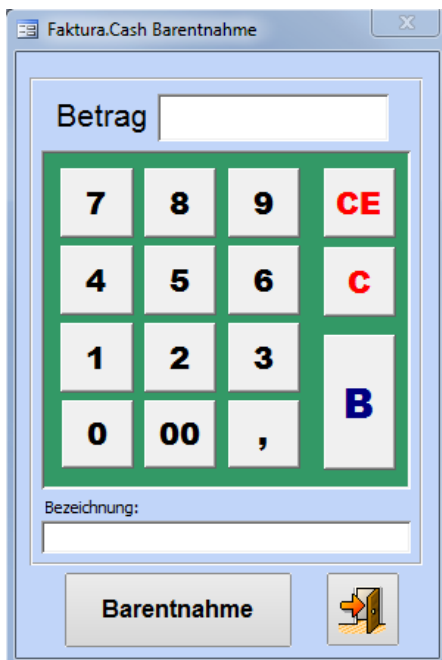 Faktura.Cash Barentnahme
Betrag
7 8 9 CE
4 5 6 C
1 2 3
B
0 00 ,
Bezeichnung:
Barentnahme